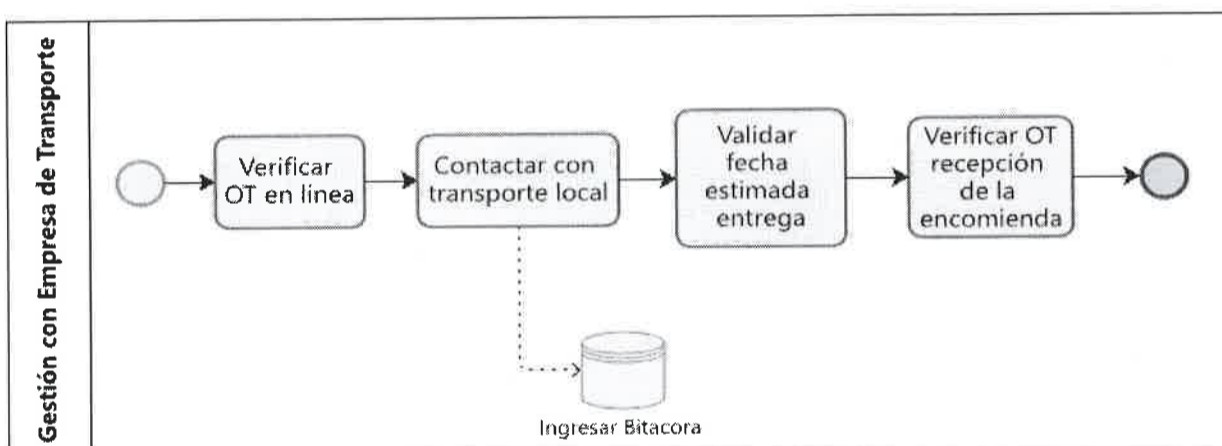 Gestión con Empresa de Transporte
Verificar
OT en línea
Contactar con
transporte local
Validar
fecha
estimada
entrega
Verificar OT
recepción
de la
encomienda
Ingresar Bitacora